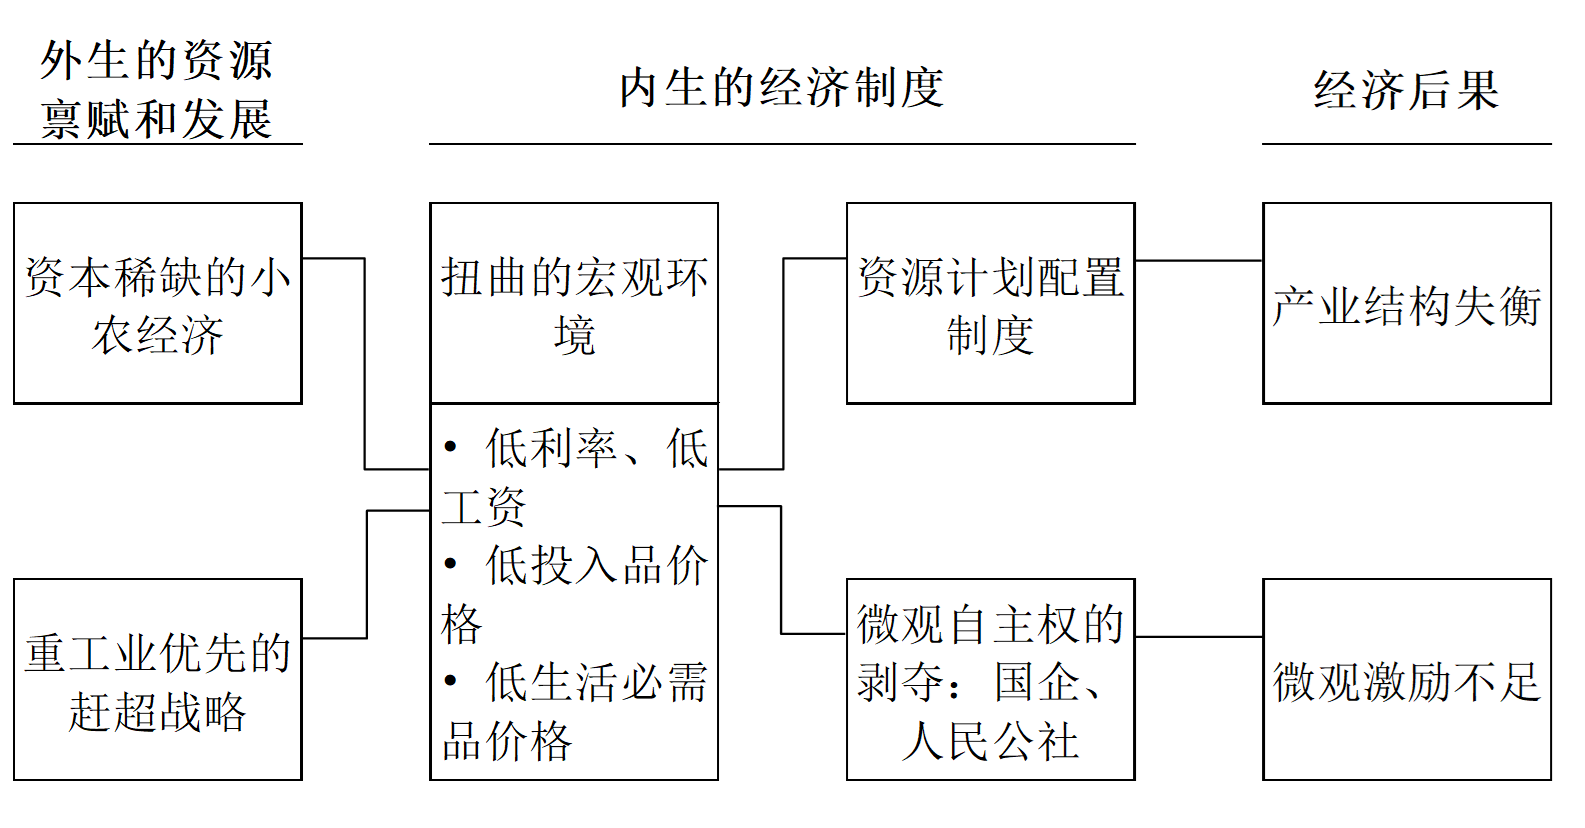 外生的资源
禀赋和发展
内生的经济制度
经济后果
资本稀缺的小
农经济
重工业优先的
赶超战略
扭曲的宏观环
境
• 低利率、低
工资
• 低投入品价
格
• 低生活必需
品价格
资源计划配置
制度
微观自主权的
剥夺：国企、
人民公社
产业结构失衡
微观激励不足